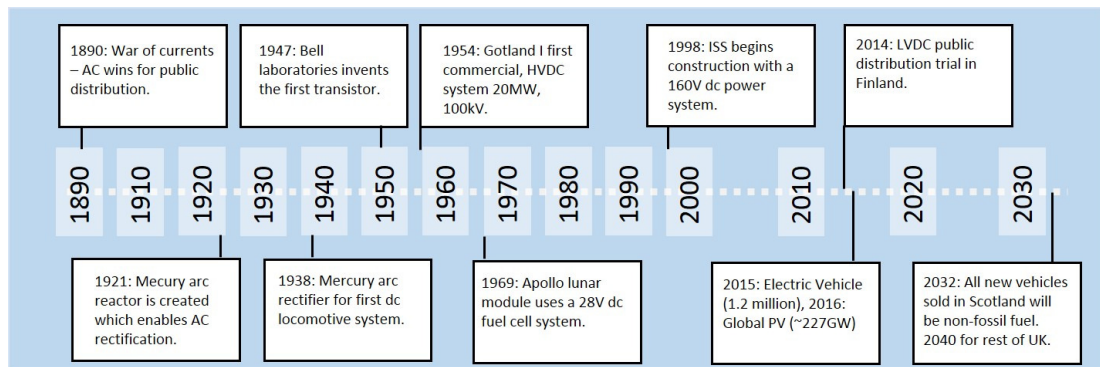 1890: War of currents
– AC wins for public
distribution.
1947: Bell
laboratories invents
the first transistor.
1954: Gotland I first
commercial, HVDC
system 20MW,
100kV.
1998: ISS begins
construction with a
160V dc power
system.
2014: LVDC public
distribution trial in
Finland.
1890
1910
1920
1930
1940
1950
1960
1970
1980
1990
2000
2010
2020
2030
1921: Mecury arc
reactor is created
which enables AC
rectification.
1938: Mercury arc
rectifier for first dc
locomotive system.
1969: Apollo lunar
module uses a 28V dc
fuel cell system.
2015: Electric Vehicle
(1.2 million), 2016:
Global PV (~227GW)
2032: All new vehicles
sold in Scotland will
be non-fossil fuel.
2040 for rest of UK.